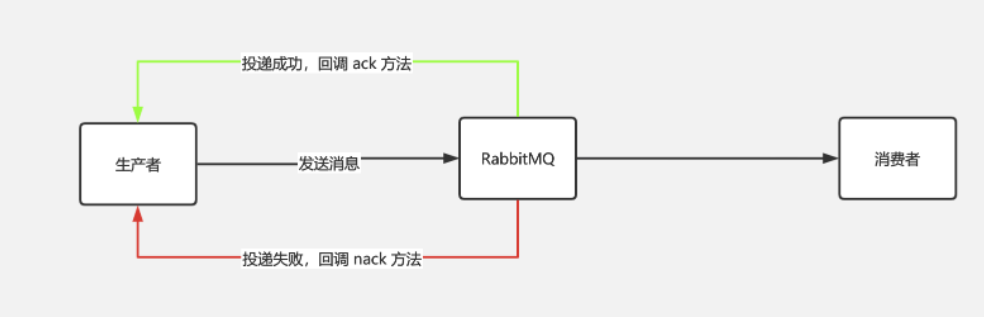 投递成功，回调 ack 方法
生产者
发送消息
RabbitMQ
消费者
投递失败，回调 nack 方法